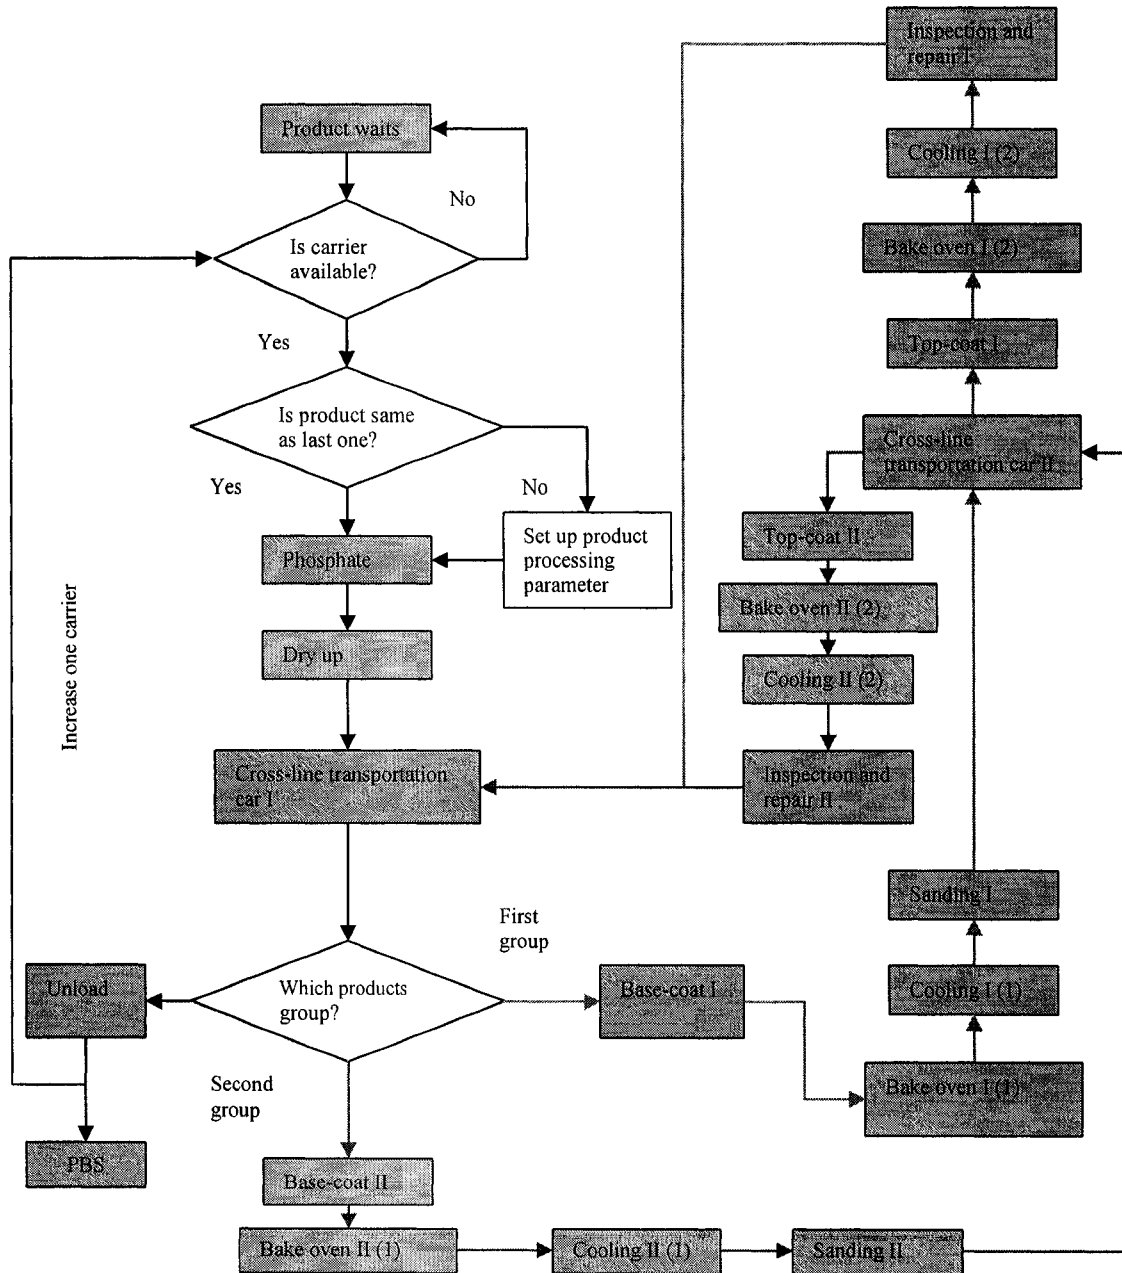 Inspection and
repair I
Product waits
Cooling I (2)
No
Is carrier
available?
Bake oven I (2)
Yes
Top-coat I
Is product same
as last one?
Cross-line
transportation car II
Yes
No
Top-coat II
Set up product
processing
parameter
Phosphate
Bake oven II (2)
Dry up
Cooling II (2)
Increase one carrier
Cross-line transportation
car I
Inspection and
repair II
Sanding I
First
group
Unload
Which products
group?
Base-coat I
Cooling I (1)
Second
group
Bake oven I (1)
PBS
Base-coat II
Bake oven II (1)
Cooling II (1)
Sanding II